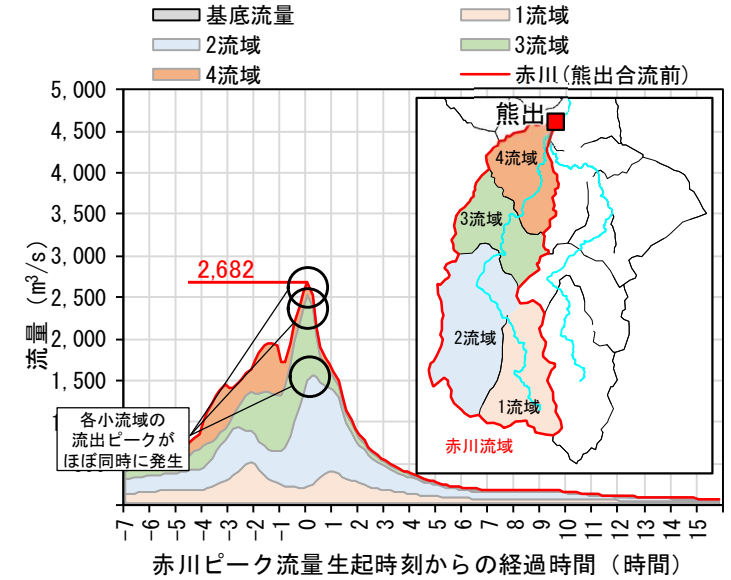 基底流量 1流域
2流域 3流域
4流域 赤川(熊出合流前)
5,000
4,500
4,000
3,500
3,000
2,500
2,000
1,500
流量 (m³/s)
2,682
各小流域の
流出ピークが
ほぼ同時に発生
熊出
4流域
3流域
2流域
1流域
赤川流域
-7 -6 -5 -4 -3 -2 -1 0 1 2 3 4 5 6 7 8 9 10 11 12 13 14 15
赤川ピーク流量生起時刻からの経過時間（時間）